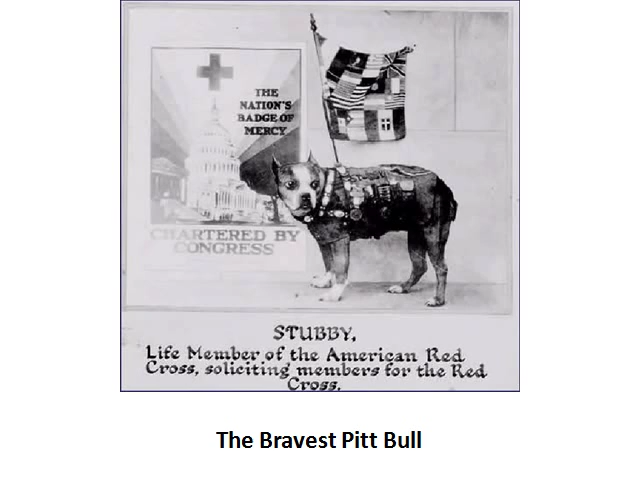 THE
NATION'S
BADGE OF
MERCY
CHARTERED BY
CONGRESS
STUBBY,
Life Member of the American Red
Cross, soliciting members for the Red
Cross.
The Bravest Pitt Bull